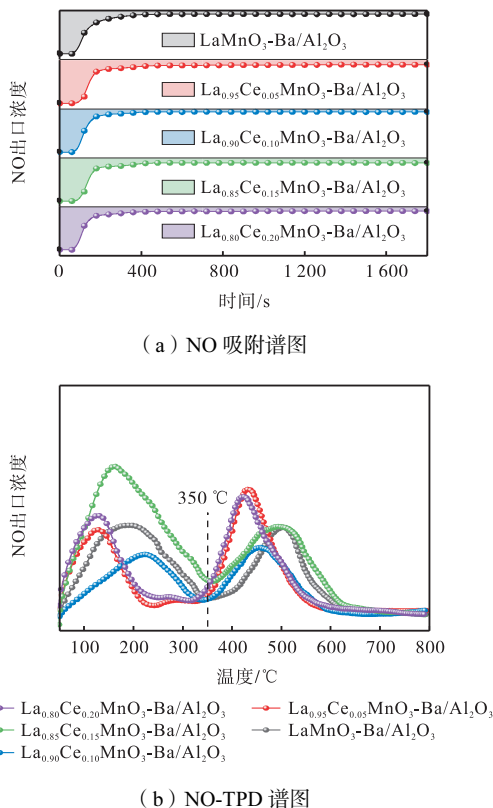 NO出口浓度
LaMnO₃-Ba/Al₂O₃
La₀.₉₅Ce₀.₀₅MnO₃-Ba/Al₂O₃
La₀.₉₀Ce₀.₁₀MnO₃-Ba/Al₂O₃
La₀.₈₅Ce₀.₁₅MnO₃-Ba/Al₂O₃
La₀.₈₀Ce₀.₂₀MnO₃-Ba/Al₂O₃
0 400 800 1 200 1 600
时间/s
（a）NO 吸附谱图
NO出口浓度
350 ℃
100 200 300 400 500 600 700 800
温度/℃
La₀.₈₀Ce₀.₂₀MnO₃-Ba/Al₂O₃ La₀.₉₅Ce₀.₀₅MnO₃-Ba/Al₂O₃
La₀.₈₅Ce₀.₁₅MnO₃-Ba/Al₂O₃ LaMnO₃-Ba/Al₂O₃
La₀.₉₀Ce₀.₁₀MnO₃-Ba/Al₂O₃
（b）NO-TPD 谱图